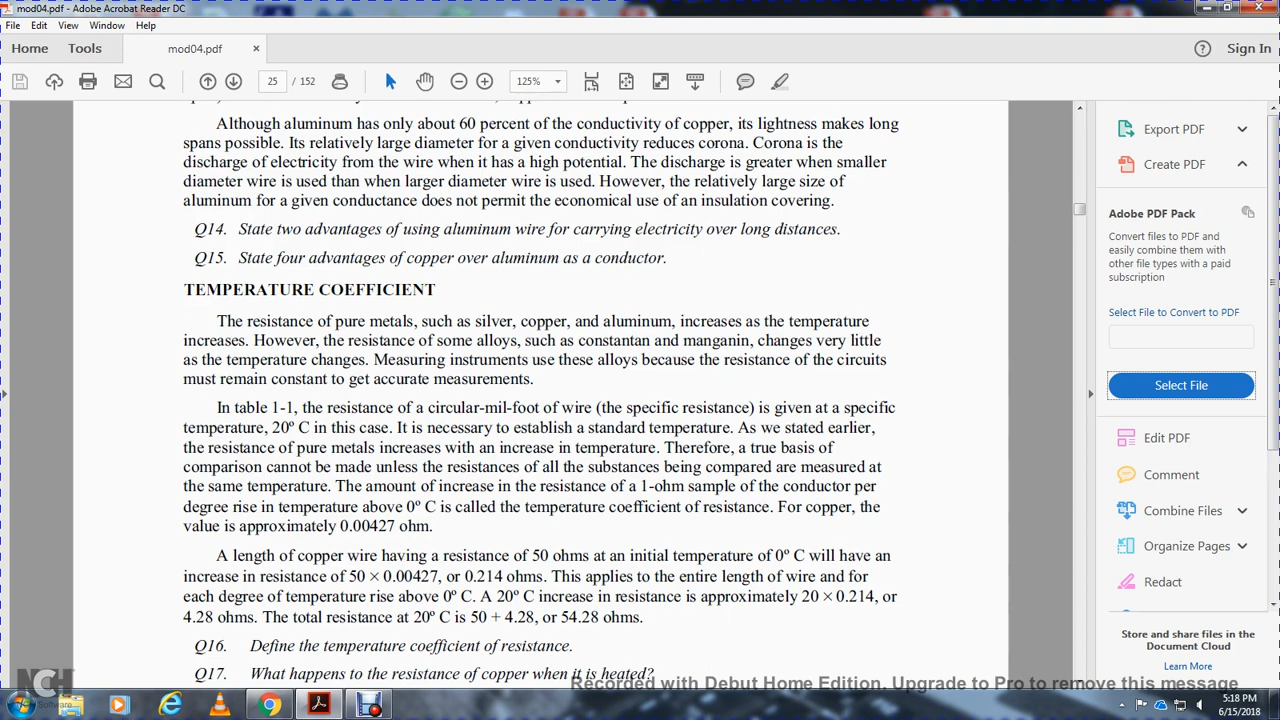 mod04.pdf - Adobe Acrobat Reader DC
File Edit View Window Help
Home Tools mod04.pdf × Sign In
25 / 152 125%
Although aluminum has only about 60 percent of the conductivity of copper, its lightness makes long
spans possible. Its relatively large diameter for a given conductivity reduces corona. Corona is the
discharge of electricity from the wire when it has a high potential. The discharge is greater when smaller
diameter wire is used than when larger diameter wire is used. However, the relatively large size of
aluminum for a given conductance does not permit the economical use of an insulation covering.
Q14. State two advantages of using aluminum wire for carrying electricity over long distances.
Q15. State four advantages of copper over aluminum as a conductor.
TEMPERATURE COEFFICIENT
The resistance of pure metals, such as silver, copper, and aluminum, increases as the temperature
increases. However, the resistance of some alloys, such as constantan and manganin, changes very little
as the temperature changes. Measuring instruments use these alloys because the resistance of the circuits
must remain constant to get accurate measurements.
In table 1-1, the resistance of a circular-mil-foot of wire (the specific resistance) is given at a specific
temperature, 20º C in this case. It is necessary to establish a standard temperature. As we stated earlier,
the resistance of pure metals increases with an increase in temperature. Therefore, a true basis of
comparison cannot be made unless the resistances of all the substances being compared are measured at
the same temperature. The amount of increase in the resistance of a 1-ohm sample of the conductor per
degree rise in temperature above 0º C is called the temperature coefficient of resistance. For copper, the
value is approximately 0.00427 ohm.
A length of copper wire having a resistance of 50 ohms at an initial temperature of 0º C will have an
increase in resistance of 50 × 0.00427, or 0.214 ohms. This applies to the entire length of wire and for
each degree of temperature rise above 0º C. A 20º C increase in resistance is approximately 20 × 0.214, or
4.28 ohms. The total resistance at 20º C is 50 + 4.28, or 54.28 ohms.
Q16. Define the temperature coefficient of resistance.
Q17. What happens to the resistance of copper when it is heated?
Export PDF
Create PDF
Adobe PDF Pack
Convert files to PDF and
easily combine them with
other file types with a paid
subscription
Select File to Convert to PDF
Select File
Edit PDF
Comment
Combine Files
Organize Pages
Redact
Store and share files in the
Document Cloud
Learn More
NCH
Software
Recorded with Debut Home Edition. Upgrade to Pro to remove this message
5:18 PM
6/15/2018